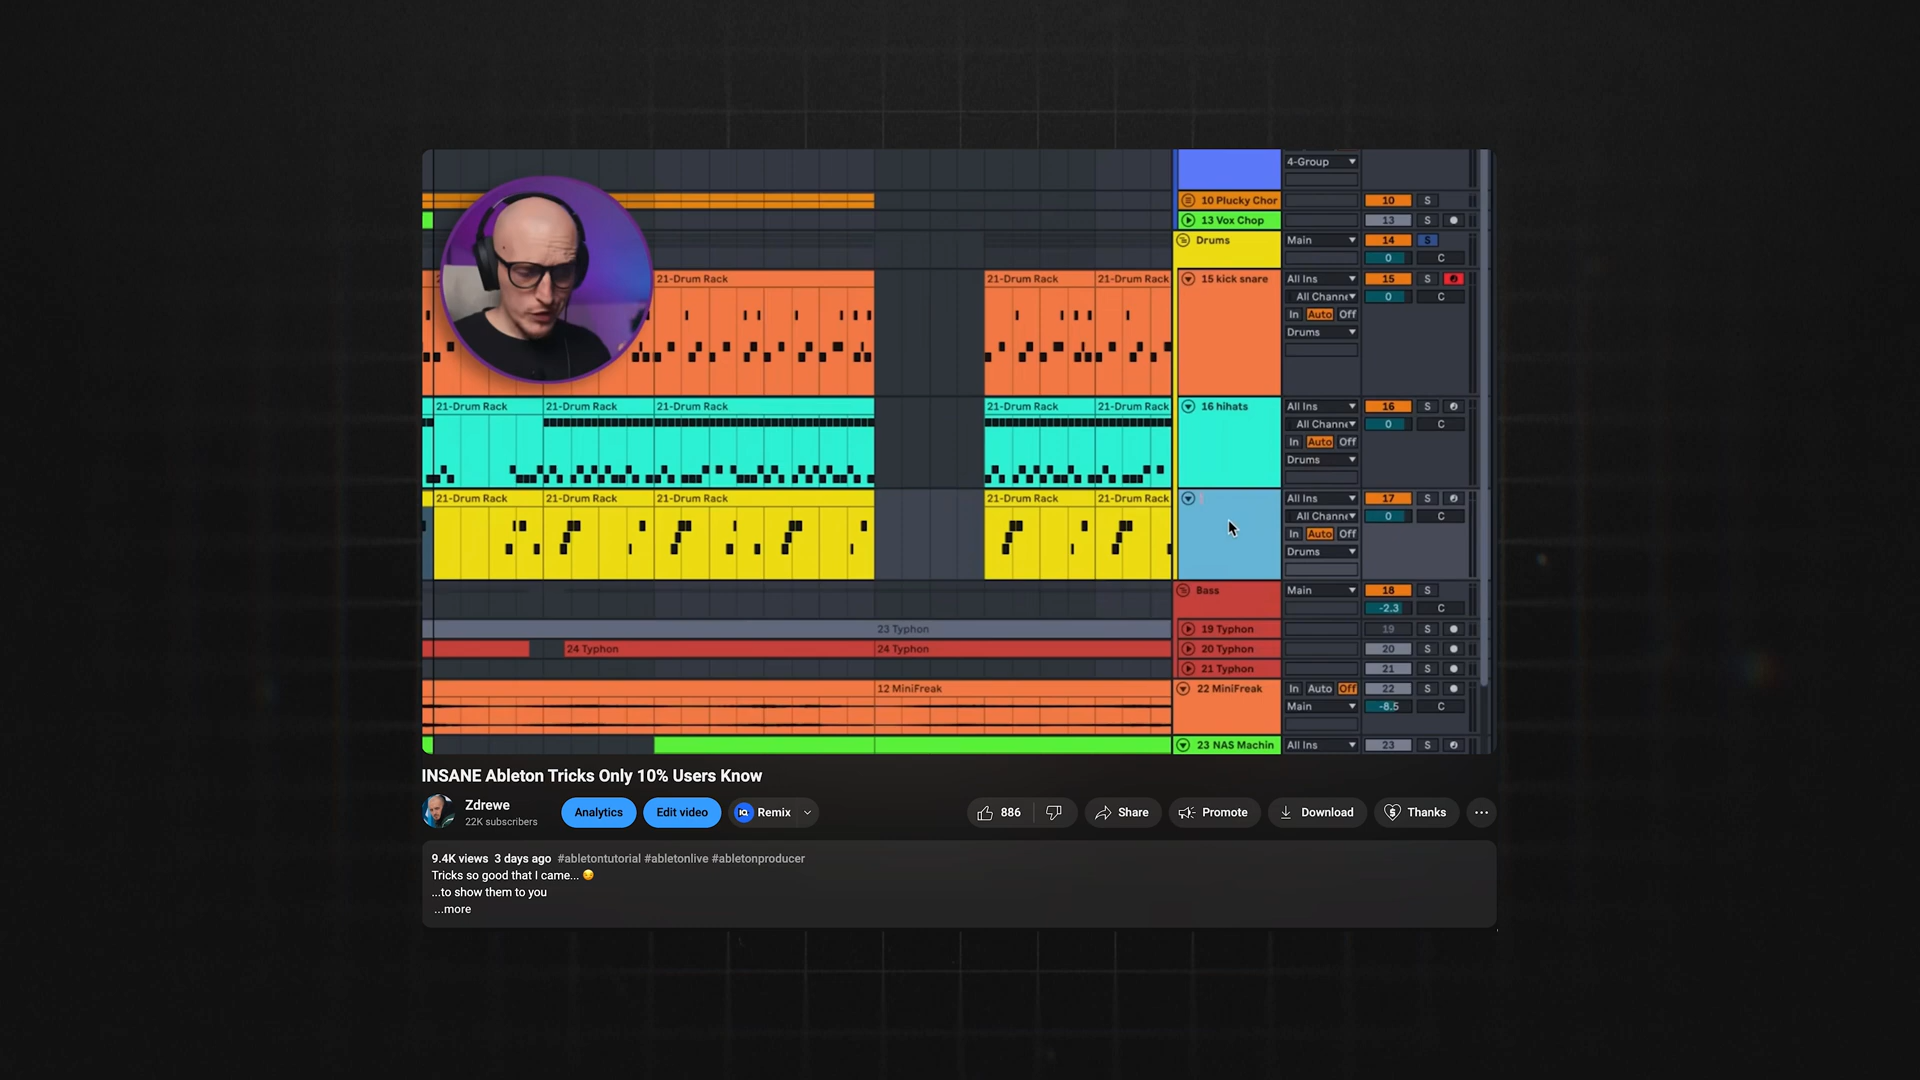 4-Group
10 Plucky Chor
10 S
13 Vox Chop
13 S
Drums
Main
14 S
0 C
21-Drum Rack
21-Drum Rack
21-Drum Rack
15 kick snare
All Ins
15 S
All Channe
0 C
In Auto Off
Drums
21-Drum Rack
21-Drum Rack
21-Drum Rack
21-Drum Rack
21-Drum Rack
16 hihats
All Ins
16 S
All Channe
0 C
In Auto Off
Drums
21-Drum Rack
21-Drum Rack
21-Drum Rack
21-Drum Rack
21-Drum Rack
All Ins
17 S
All Channe
0 C
In Auto Off
Drums
Bass
Main
18 S
-2.3 C
23 Typhon
19 Typhon
19 S
24 Typhon
24 Typhon
20 Typhon
20 S
21 Typhon
21 S
12 MiniFreak
22 MiniFreak
In Auto Off
22 S
Main
-8.5 C
23 NAS Machin
All Ins
23 S
INSANE Ableton Tricks Only 10% Users Know
Zdrewe
22K subscribers
Analytics
Edit video
IQ Remix
886
Share
Promote
Download
Thanks
9.4K views 3 days ago #abletontutorial #abletonlive #abletonproducer
Tricks so good that I came... 😏
...to show them to you
...more